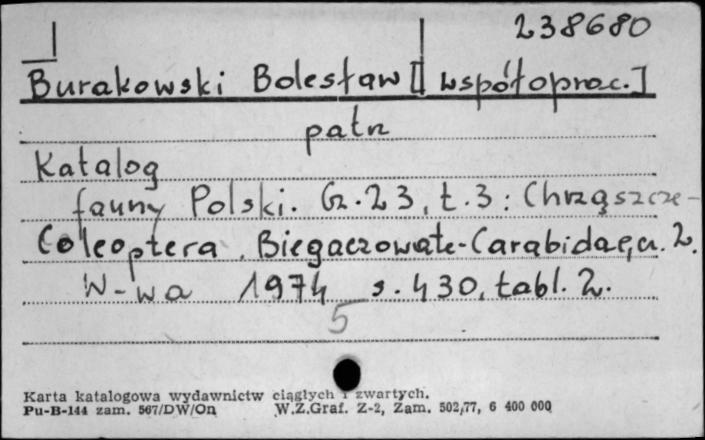 238680
Burakowski Bolesław [współoprac.]
patrz
Katalog
fauny Polski. Cz. 23, t. 3: Chrząszcze-
Coleoptera. Biegaczowate-Carabidae, cz. 2.
W-wa 1974 s. 430, tabl. 2.
5
Karta katalogowa wydawnictw ciągłych i zwartych.
Pu-B-144 zam. 567/DW/On W.Z.Graf. Z-2, Zam. 502/77, 6 400 000